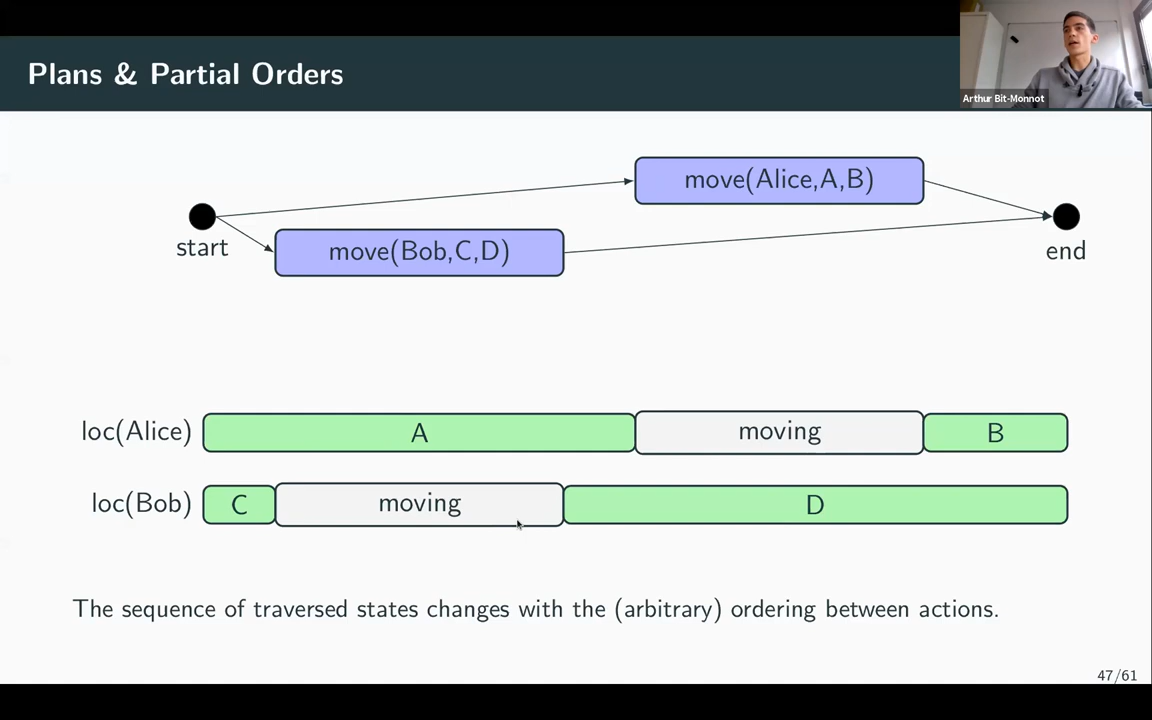 Plans & Partial Orders
Arthur Bit-Monnot
move(Alice,A,B)
start
move(Bob,C,D)
end
loc(Alice) A moving B
loc(Bob) C moving D
The sequence of traversed states changes with the (arbitrary) ordering between actions.
47/61